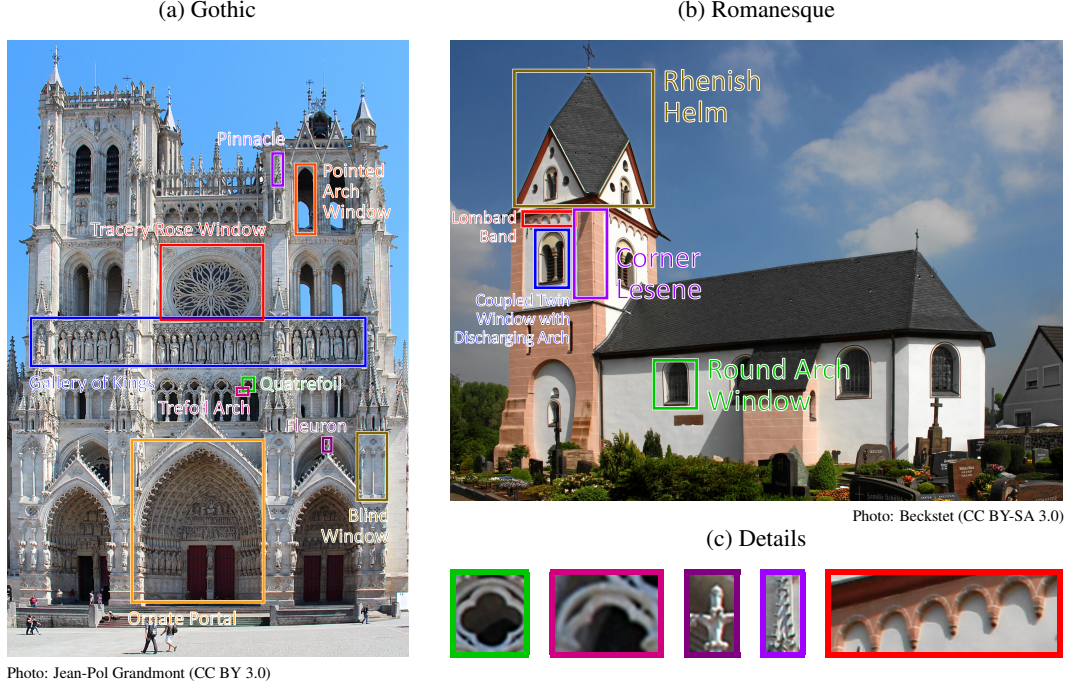 (a) Gothic
Pinnacle
Pointed
Arch
Window
Tracery Rose Window
Gallery of Kings
Quatrefoil
Trefoil Arch
Fleuron
Blind
Window
Ornate Portal
Photo: Jean-Pol Grandmont (CC BY 3.0)
(b) Romanesque
Rhenish
Helm
Lombard
Band
Corner
Lesene
Coupled Twin
Window with
Discharging Arch
Round Arch
Window
Photo: Beckstet (CC BY-SA 3.0)
(c) Details